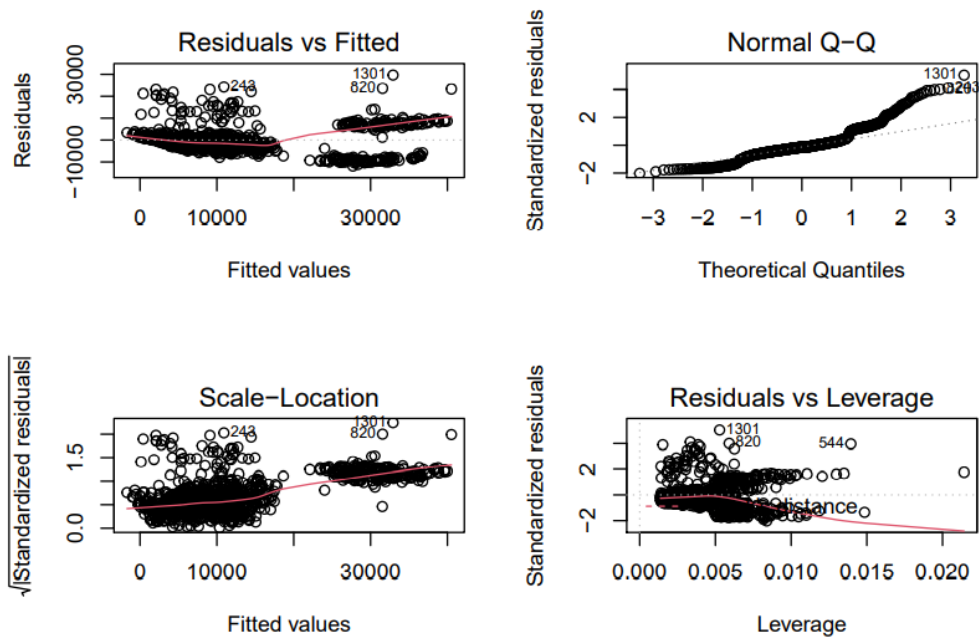 Residuals vs Fitted
Residuals
-10000
30000
243
1301
820
0
10000
30000
Fitted values
Normal Q-Q
Standardized residuals
-2
2
1301
-3
-2
-1
0
1
2
3
Theoretical Quantiles
Scale-Location
√|Standardized residuals|
0.0
1.5
243
1301
820
0
10000
30000
Fitted values
Residuals vs Leverage
Standardized residuals
-2
2
1301
820
544
distance
0.000
0.005
0.010
0.015
0.020
Leverage